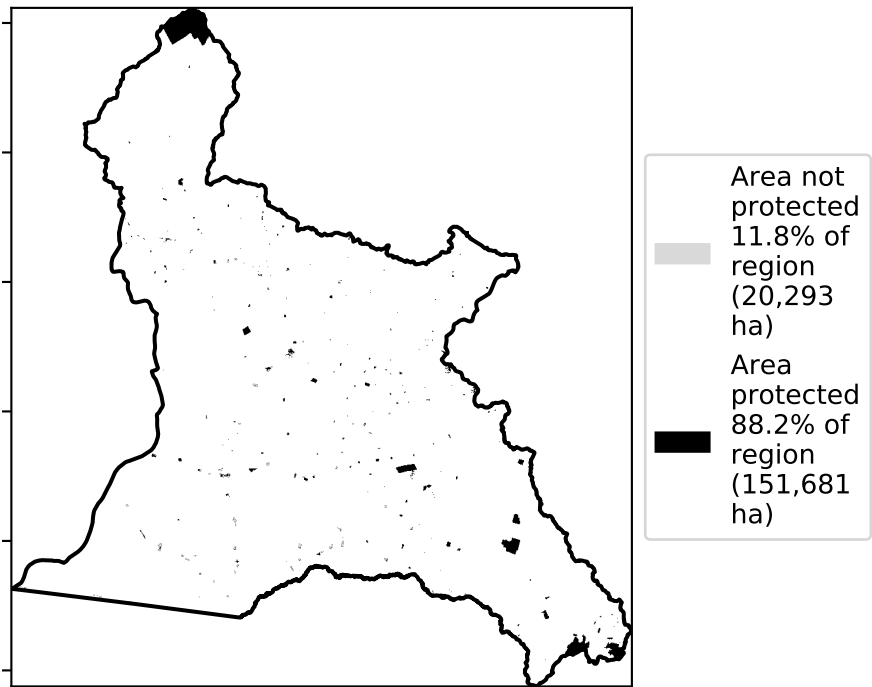 Area not
protected
11.8% of
region
(20,293
ha)
Area
protected
88.2% of
region
(151,681
ha)